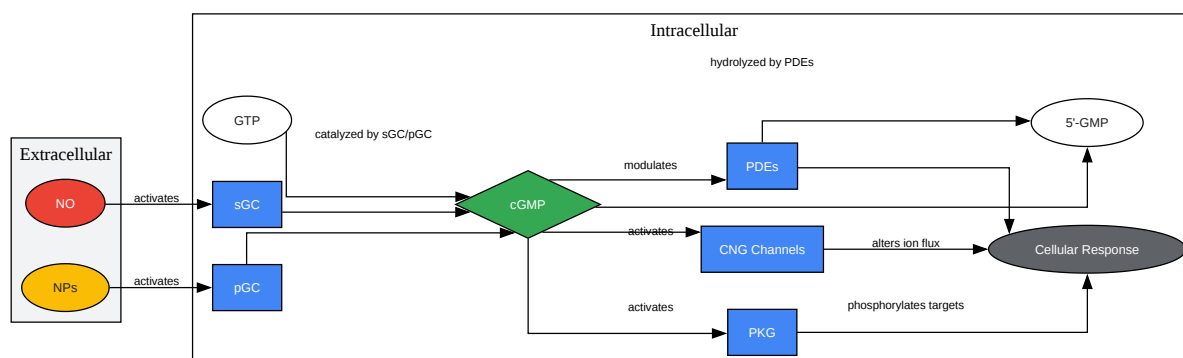 Intracellular
hydrolyzed by PDEs
GTP
catalyzed by sGC/pGC
5'-GMP
Extracellular
modulates
PDEs
NO
activates
sGC
cGMP
activates
CNG Channels
alters ion flux
Cellular Response
NPs
activates
pGC
activates
PKG
phosphorylates targets